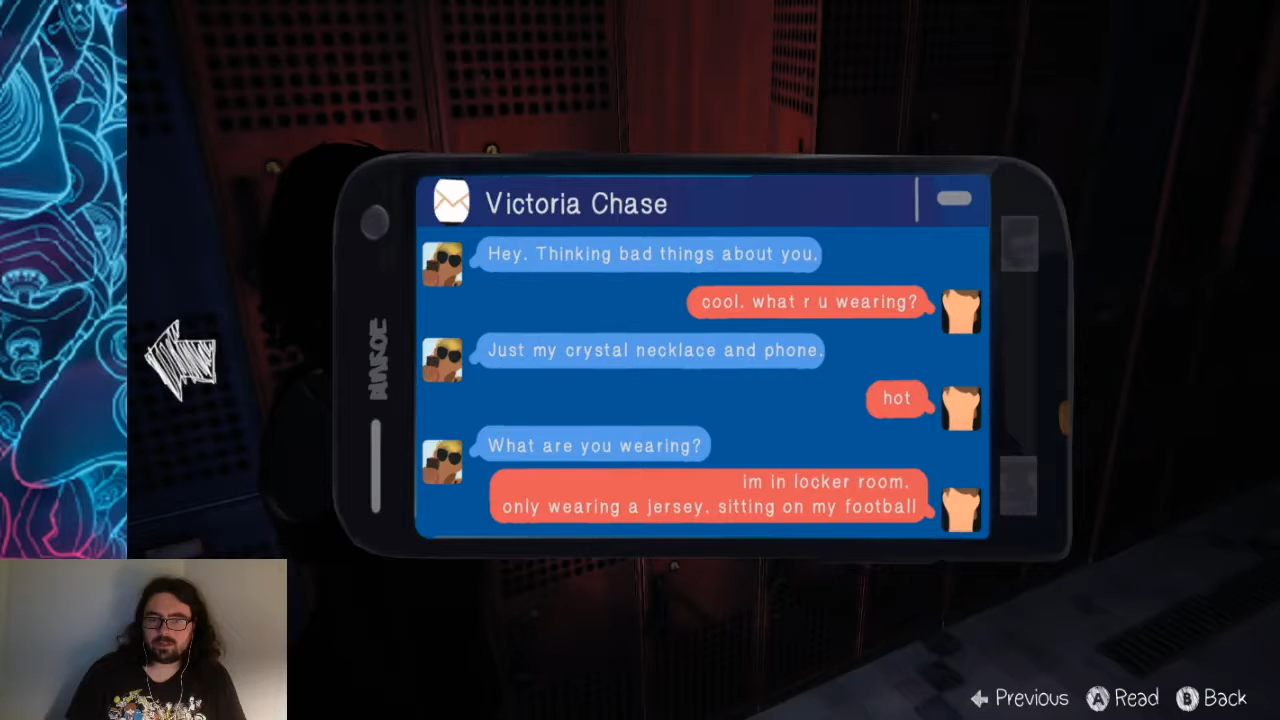 Victoria Chase
Hey. Thinking bad things about you.
cool. what r u wearing?
Just my crystal necklace and phone.
hot
What are you wearing?
im in locker room.
only wearing a jersey. sitting on my football
Previous
A Read
B Back